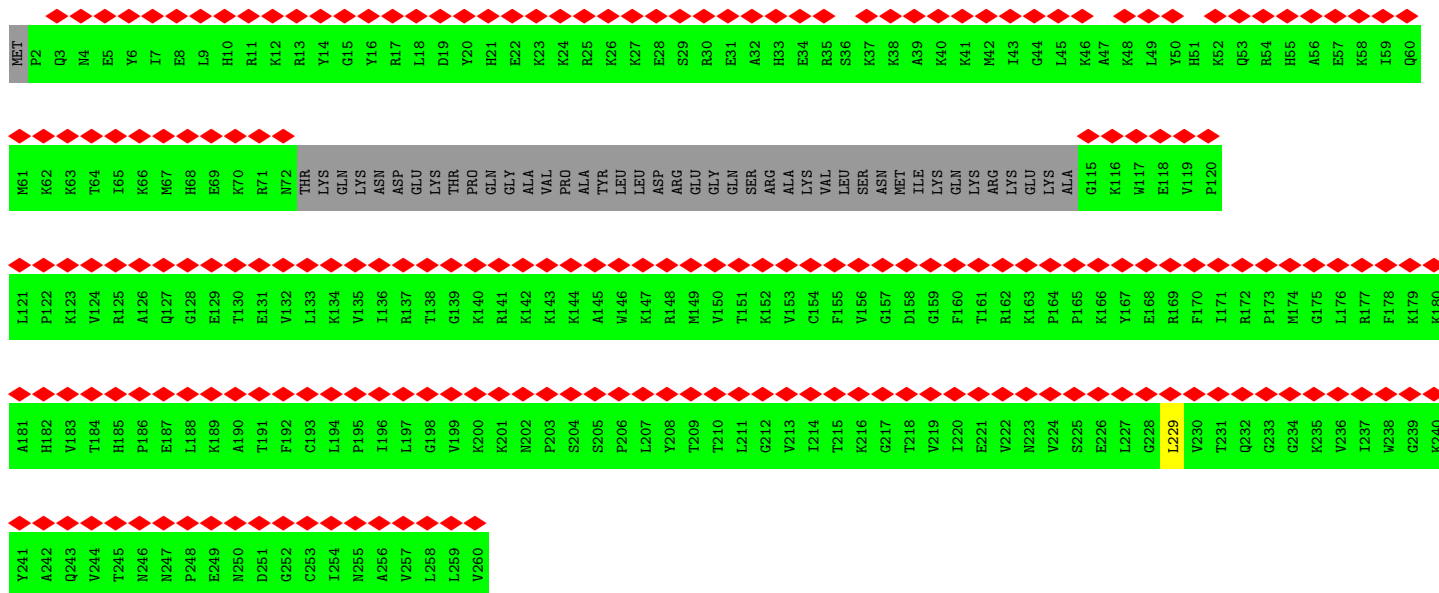 MET P2 Q3 N4 E5 Y6 I7 E8 L9 H10 R11 K12 R13 Y14 G15 Y16 R17 L18 D19 Y20 H21 E22 K23 K24 R25 K26 K27 E28 S29 R30 E31 A32 H33 E34 R35 S36 K37 K38 A39 K40 K41 M42 I43 G44 L45 K46 A47 K48 L49 Y50 H51 K52 Q53 R54 H55 A56 E57 K58 I59 Q60
M61 K62 K63 T64 I65 K66 M67 H68 E69 K70 R71 N72 THR LYS GLN LYS ASN ASP GLU LYS THR PRO GLN GLY ALA VAL PRO ALA TYR LEU LEU ASP ARG GLU GLY GLN SER ARG ALA LYS VAL LEU SER ASN MET ILE LYS GLN LYS ARG LYS GLU LYS ALA G115 K116 W117 E118 V119 P120
L121 P122 K123 V124 R125 A126 Q127 G128 E129 T130 E131 V132 L133 K134 V135 I136 R137 T138 G139 K140 R141 K142 K143 K144 A145 W146 K147 R148 M149 V150 T151 K152 V153 C154 F155 V156 G157 D158 G159 F160 T161 R162 K163 P164 P165 K166 Y167 E168 R169 F170 I171 R172 P173 M174 G175 L176 R177 F178 K179 K180
A181 H182 V183 T184 H185 P186 E187 L188 K189 A190 T191 F192 C193 L194 P195 I196 L197 G198 V199 K200 K201 N202 P203 S204 S205 P206 L207 Y208 T209 T210 L211 G212 V213 I214 T215 K216 G217 T218 V219 I220 E221 V222 N223 V224 S225 E226 L227 G228 L229 V230 T231 Q232 G233 G234 K235 V236 I237 W238 G239 K240
Y241 A242 Q243 V244 T245 N246 N247 P248 E249 N250 D251 G252 C253 I254 N255 A256 V257 L258 L259 V260